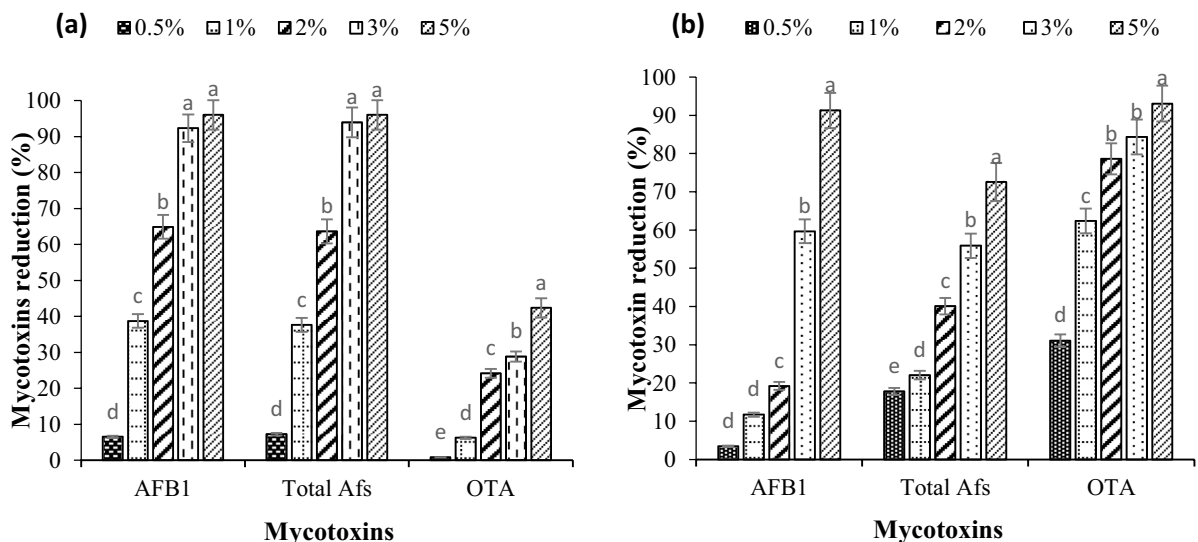 (a) 0.5% 1% 2% 3% 5%
Mycotoxins reduction (%)
100
90
80
70
60
50
40
30
20
10
0
d c b a a
d c b a a
e d c b a
AFB1 Total Afs OTA
Mycotoxins
(b) 0.5% 1% 2% 3% 5%
Mycotoxin reduction (%)
100
90
80
70
60
50
40
30
20
10
0
d d c b a
e d c b a
d c b b a
AFB1 Total Afs OTA
Mycotoxins